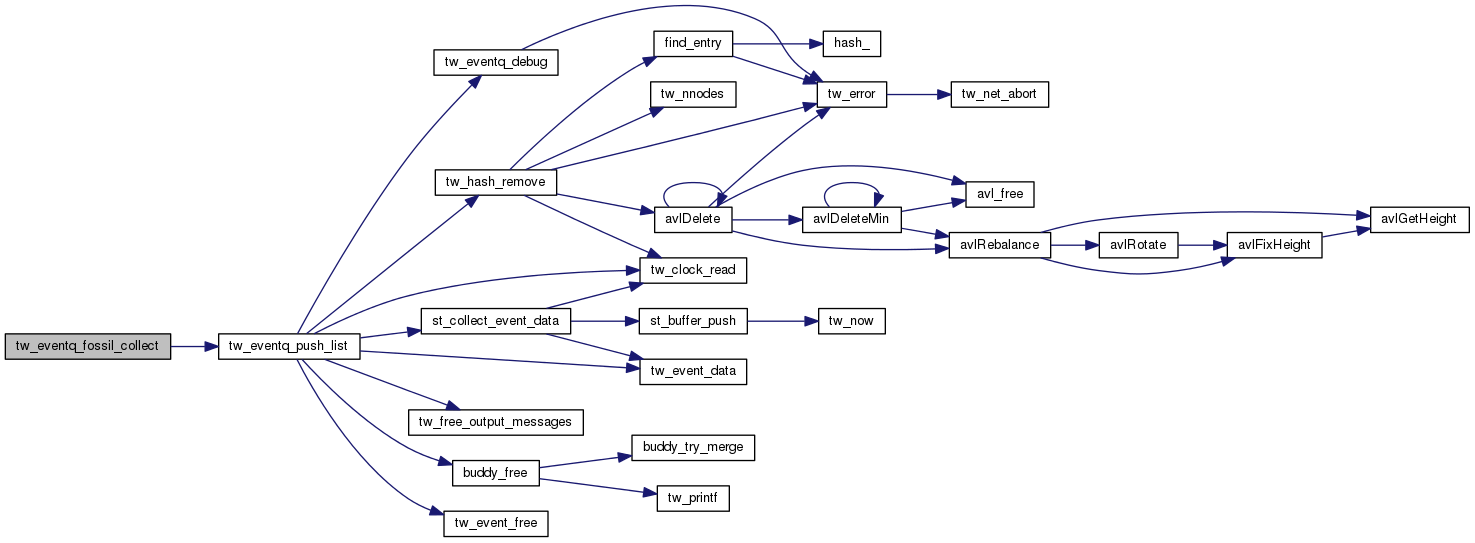 tw_eventq_fossil_collect
tw_eventq_push_list
tw_eventq_debug
tw_hash_remove
st_collect_event_data
tw_free_output_messages
buddy_free
tw_event_free
find_entry
tw_nnodes
avlDelete
tw_clock_read
st_buffer_push
tw_event_data
buddy_try_merge
tw_printf
hash_
tw_error
avlDeleteMin
tw_now
tw_net_abort
avl_free
avlRebalance
avlRotate
avlFixHeight
avlGetHeight